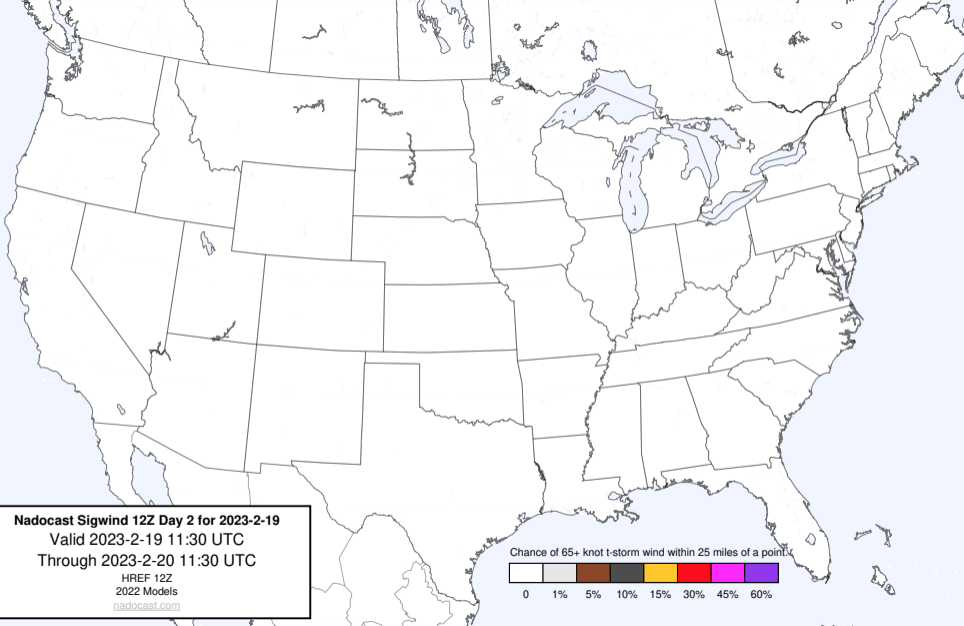 Nadocast Sigwind 12Z Day 2 for 2023-2-19
Valid 2023-2-19 11:30 UTC
Through 2023-2-20 11:30 UTC
HREF 12Z
2022 Models
nadocast.com
Chance of 65+ knot t-storm wind within 25 miles of a point.
0 1% 5% 10% 15% 30% 45% 60%